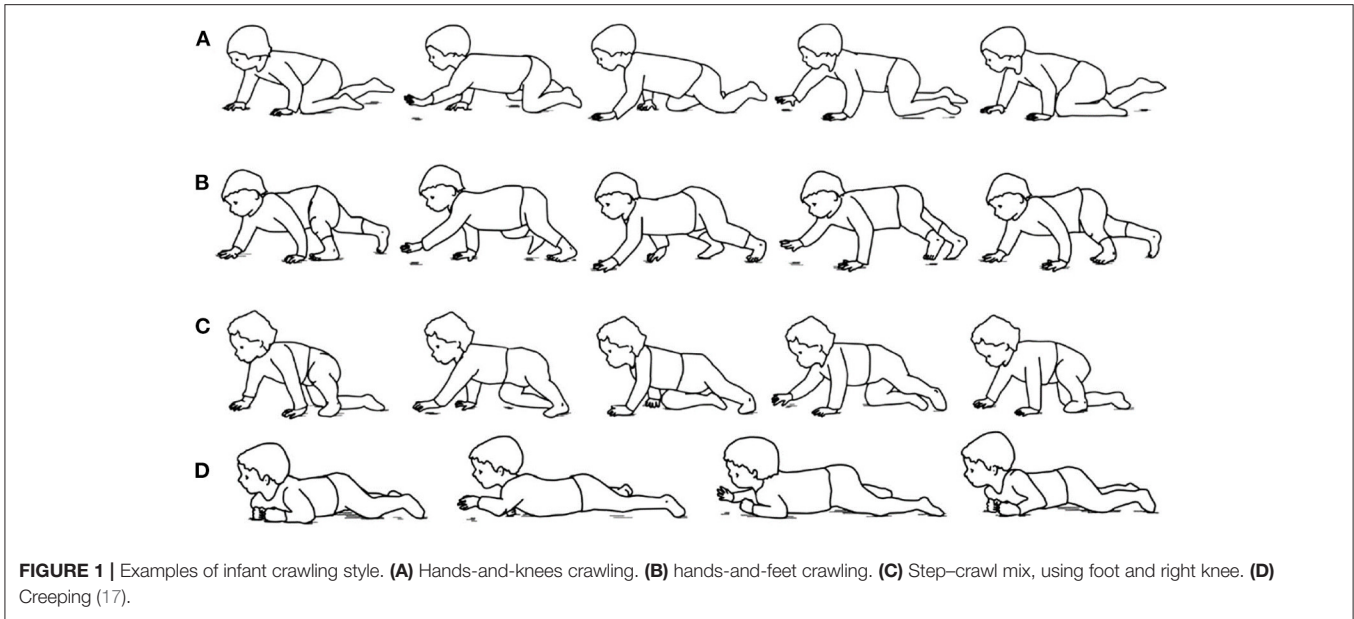 A
B
C
D
FIGURE 1 | Examples of infant crawling style. (A) Hands-and-knees crawling. (B) hands-and-feet crawling. (C) Step–crawl mix, using foot and right knee. (D)
Creeping (17).